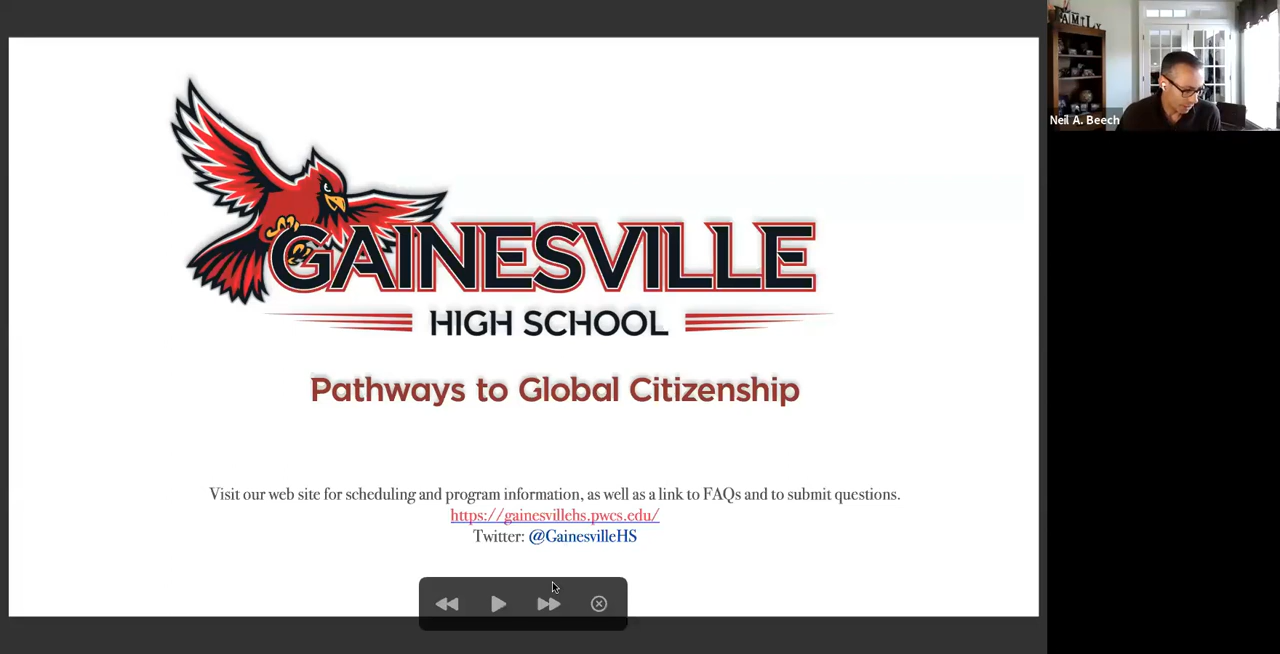 GAINESVILLE
HIGH SCHOOL
Pathways to Global Citizenship
Visit our web site for scheduling and program information, as well as a link to FAQs and to submit questions.
https://gainesvillehs.pwcs.edu/
Twitter: @GainesvilleHS
FAMILY
Neil A. Beech